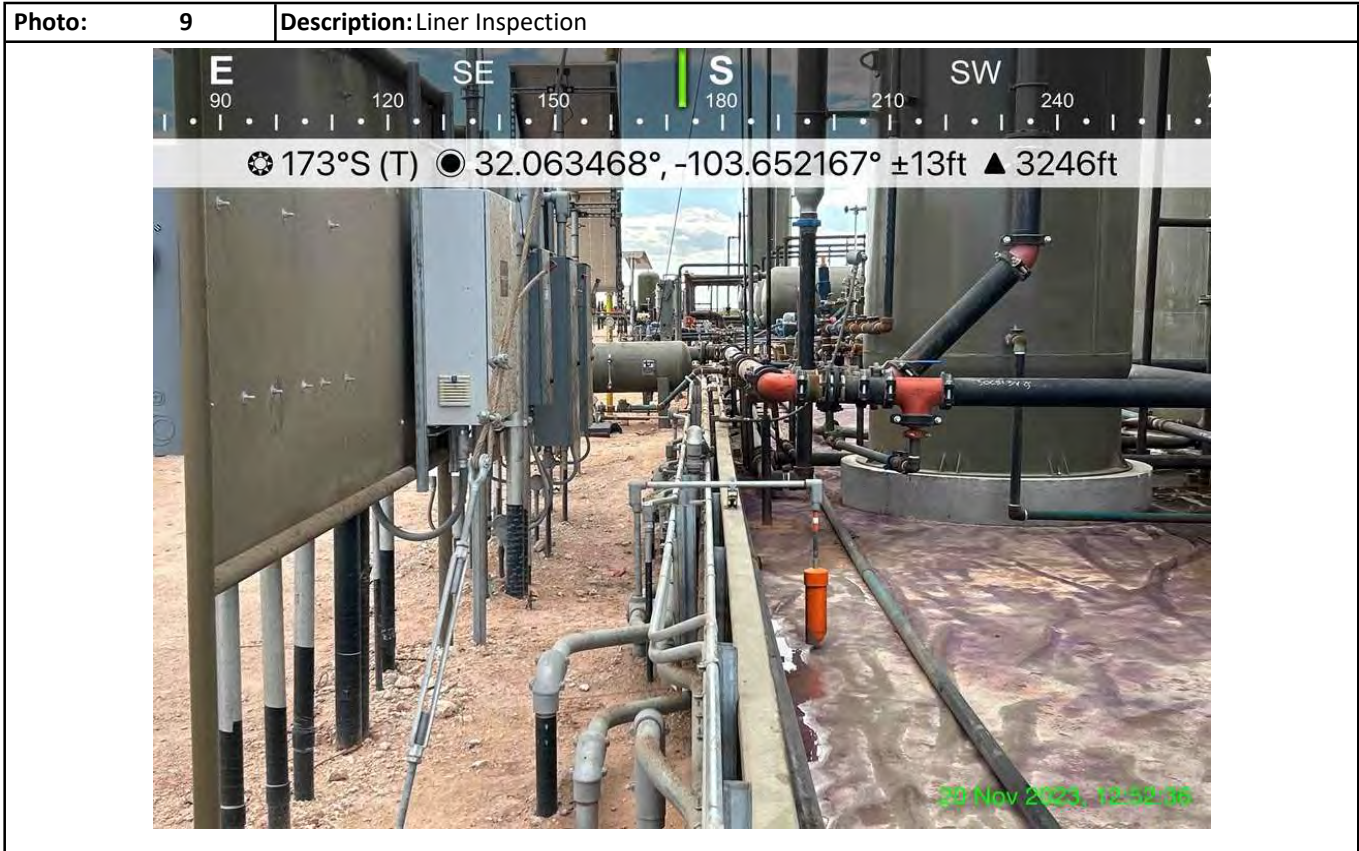 Photo: 9 Description: Liner Inspection
E SE S SW
90 120 150 180 210 240
173°S (T) 32.063468°, -103.652167° ±13ft ▲ 3246ft
20 Nov 2023, 12:52:36